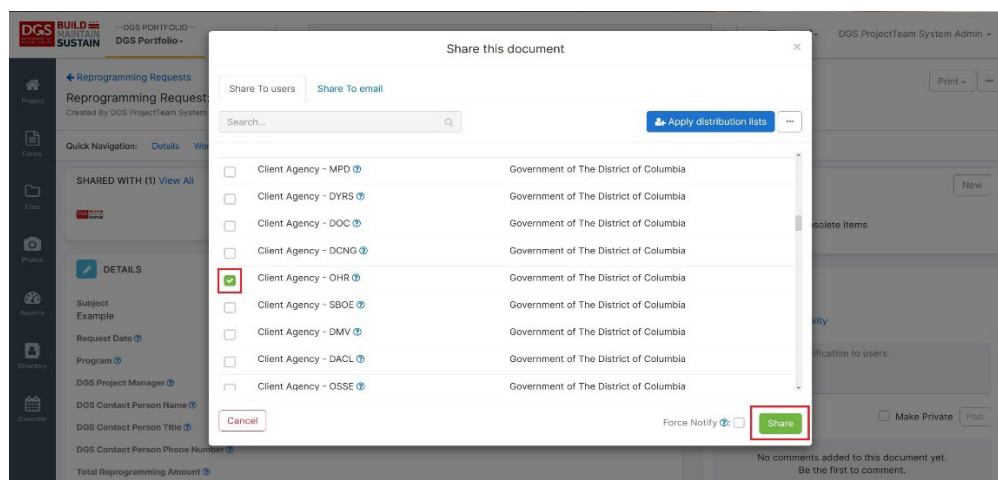 DGS BUILD
MAINTAIN
SUSTAIN
--DGS PORTFOLIO--
DGS Portfolio
DGS ProjectTeam System Admin
Project
Forms
Files
Photos
Reports
Directory
Calendar
Reprogramming Requests
Reprogramming Request:
Created By DGS ProjectTeam System
Print
Quick Navigation: Details Wor
SHARED WITH (1) View All
New
bsolete items
DETAILS
Subject
Example
Request Date
Program
DGS Project Manager
DGS Contact Person Name
DGS Contact Person Title
DGS Contact Person Phone Number
Total Reprogramming Amount
Share this document
×
Share To users Share To email
Search...
Apply distribution lists
Client Agency - MPD Government of The District of Columbia
Client Agency - DYRS Government of The District of Columbia
Client Agency - DOC Government of The District of Columbia
Client Agency - DCNG Government of The District of Columbia
Client Agency - OHR Government of The District of Columbia
Client Agency - SBOE Government of The District of Columbia
Client Agency - DMV Government of The District of Columbia
Client Agency - DACL Government of The District of Columbia
Client Agency - OSSE Government of The District of Columbia
Cancel
Force Notify : Share
vity
ification to users
Make Private Post
No comments added to this document yet.
Be the first to comment.